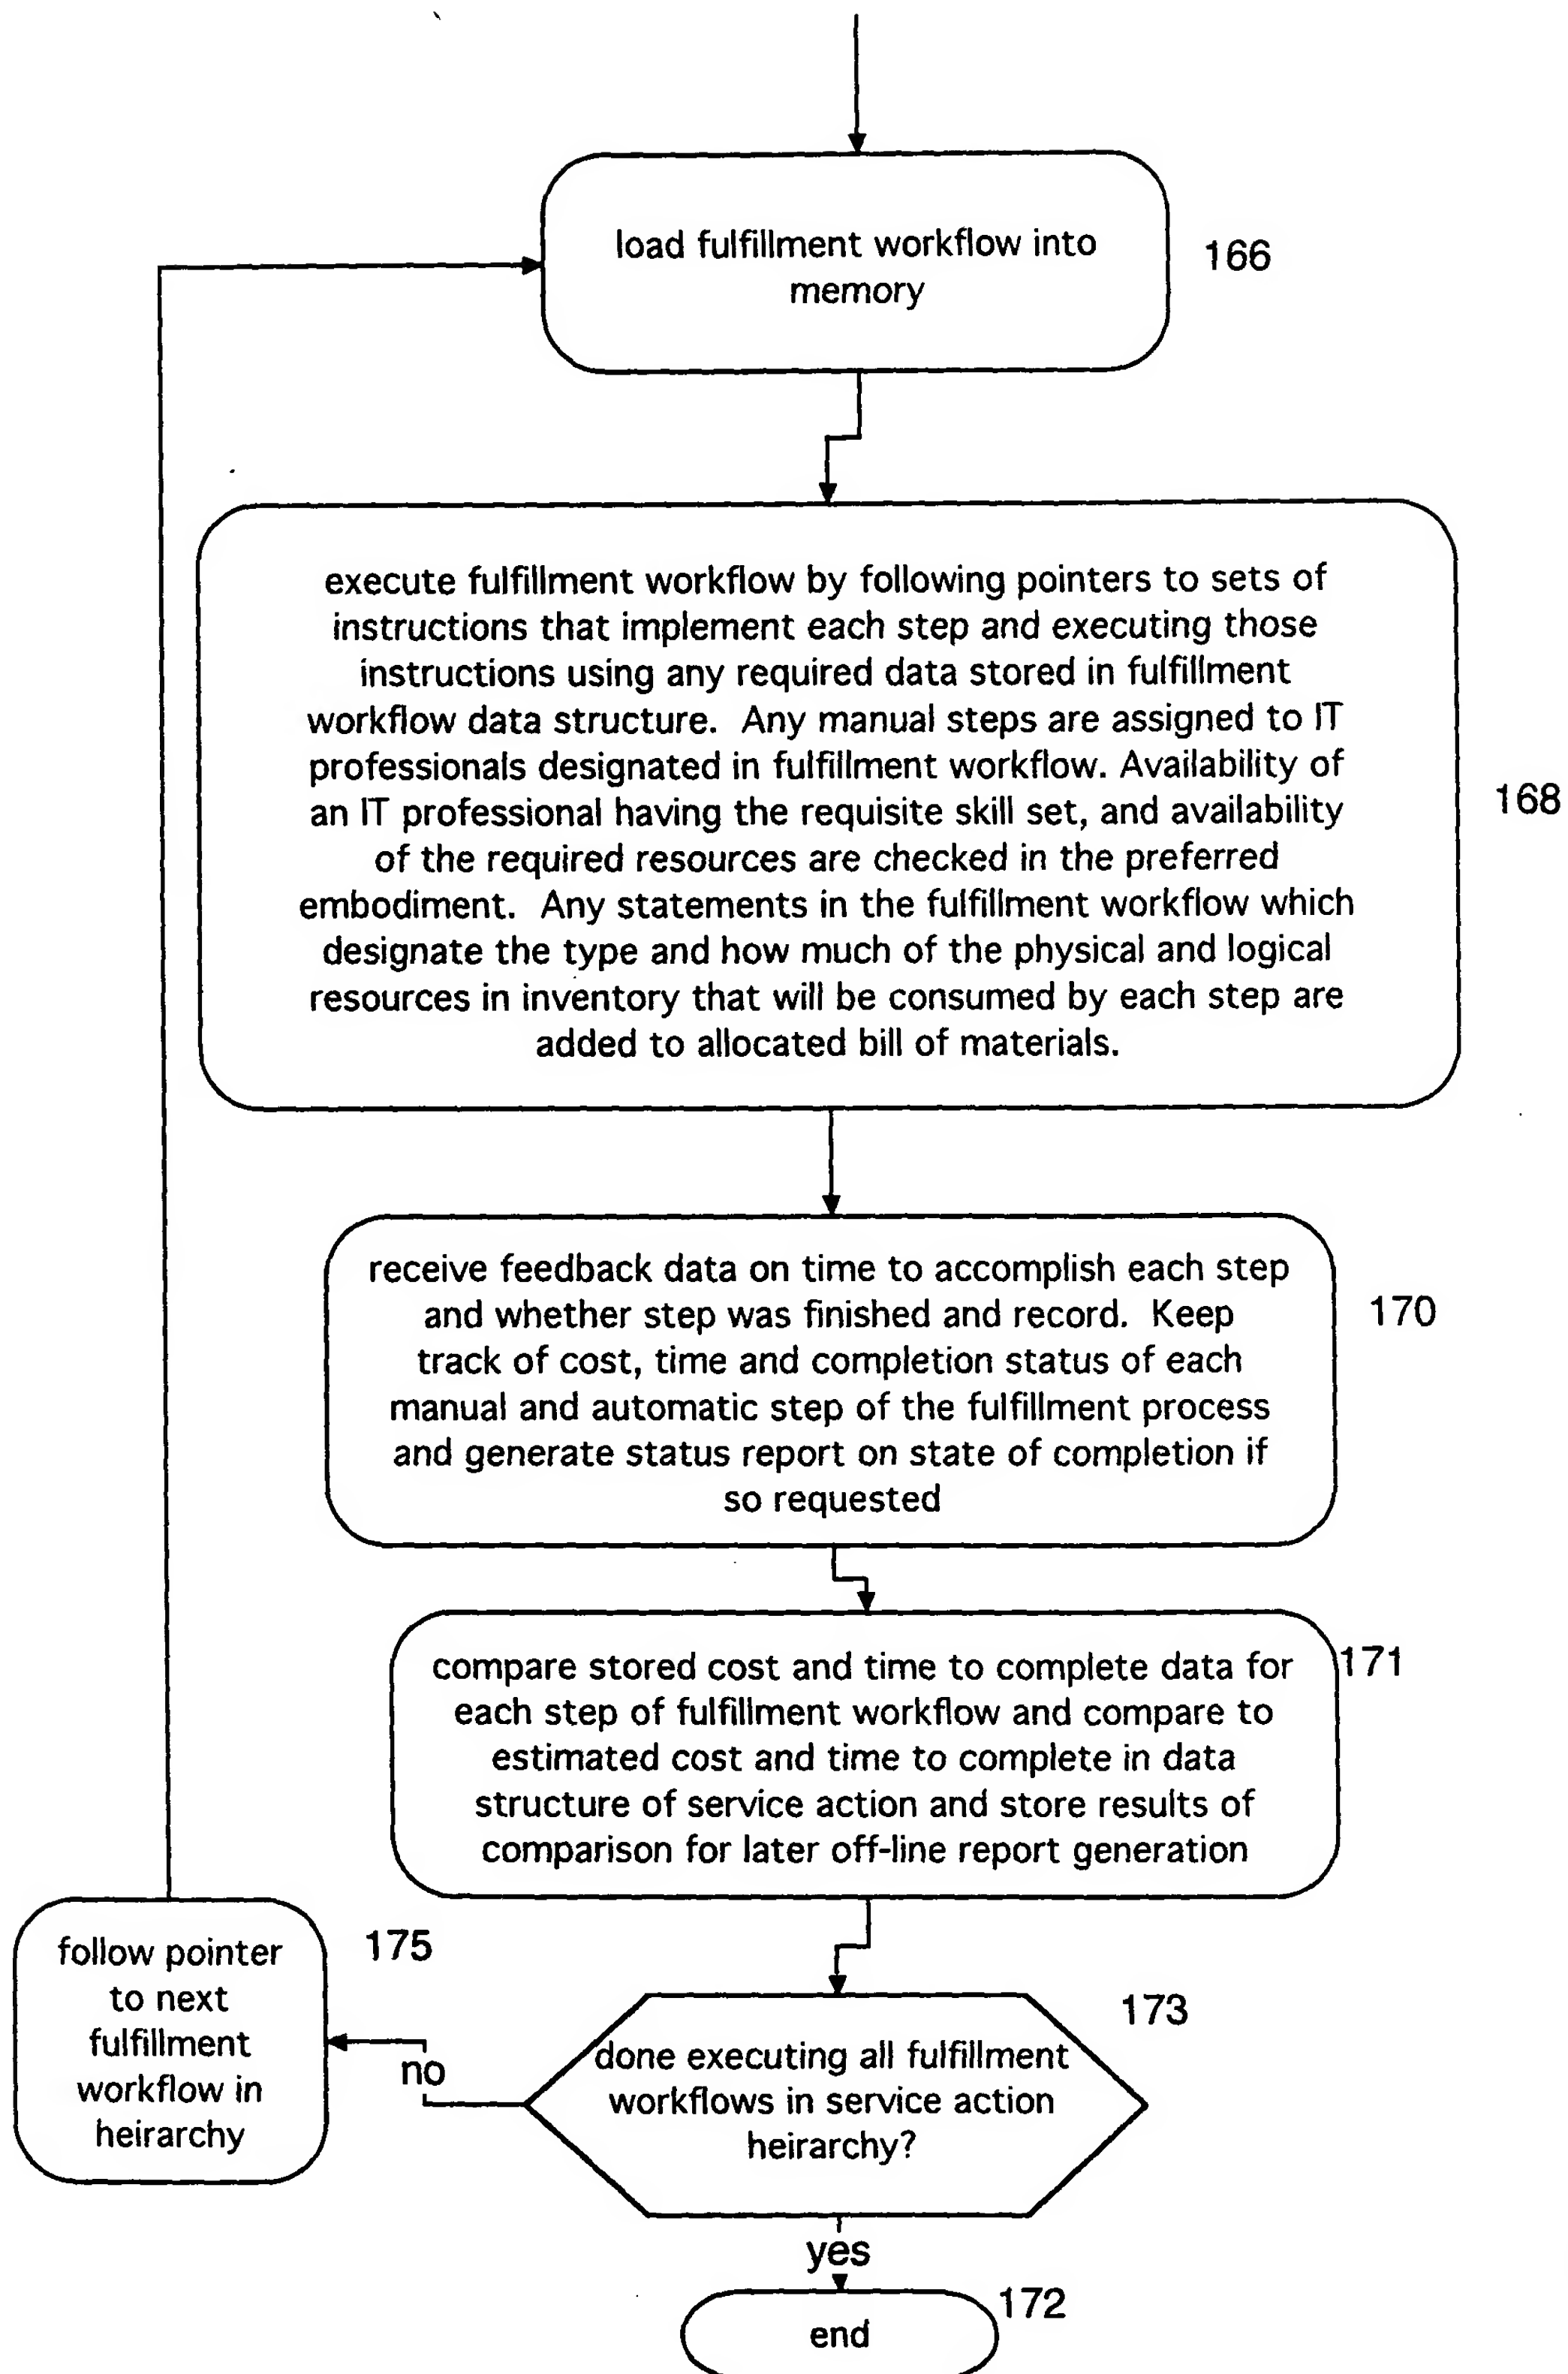 load fulfillment workflow into
memory
166
execute fulfillment workflow by following pointers to sets of
instructions that implement each step and executing those
instructions using any required data stored in fulfillment
workflow data structure. Any manual steps are assigned to IT
professionals designated in fulfillment workflow. Availability of
an IT professional having the requisite skill set, and availability
of the required resources are checked in the preferred
embodiment. Any statements in the fulfillment workflow which
designate the type and how much of the physical and logical
resources in inventory that will be consumed by each step are
added to allocated bill of materials.
168
receive feedback data on time to accomplish each step
and whether step was finished and record. Keep
track of cost, time and completion status of each
manual and automatic step of the fulfillment process
and generate status report on state of completion if
so requested
170
compare stored cost and time to complete data for
each step of fulfillment workflow and compare to
estimated cost and time to complete in data
structure of service action and store results of
comparison for later off-line report generation
171
follow pointer
to next
fulfillment
workflow in
heirarchy
175
no
done executing all fulfillment
workflows in service action
heirarchy?
173
yes
end
172